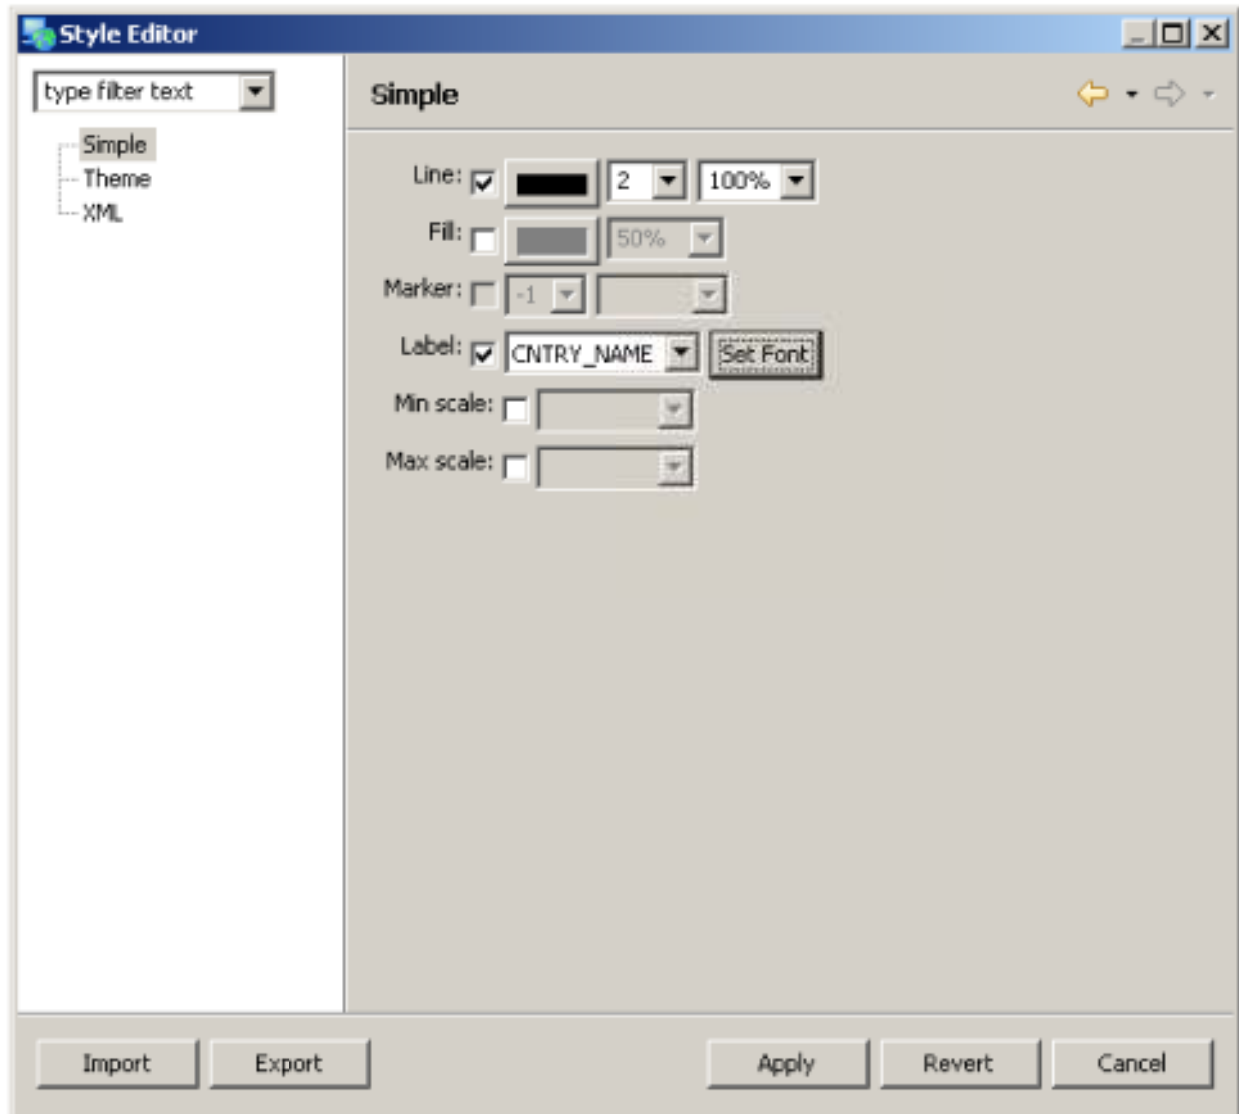 Style Editor
type filter text
Simple
Theme
XML
Simple
Line: 2 100%
Fill: 50%
Marker: -1
Label: CNTRY_NAME Set Font
Min scale:
Max scale:
Import Export Apply Revert Cancel